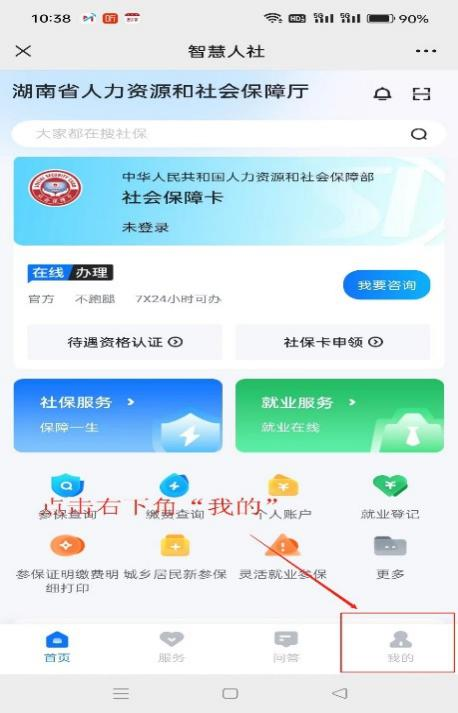 10:38
HD 5G 5G 90%
智慧人社
湖南省人力资源和社会保障厅
大家都在搜社保
中华人民共和国人力资源和社会保障部
社会保障卡
未登录
在线 办理
官方 不跑腿 7X24小时可办
我要咨询
待遇资格认证
社保卡申领
社保服务
保障一生
就业服务
就业在线
点击右下角“我的”
参保查询 缴费查询 个人账户 就业登记
参保证明缴费明细打印 城乡居民新参保 灵活就业参保 更多
首页 服务 问答 我的